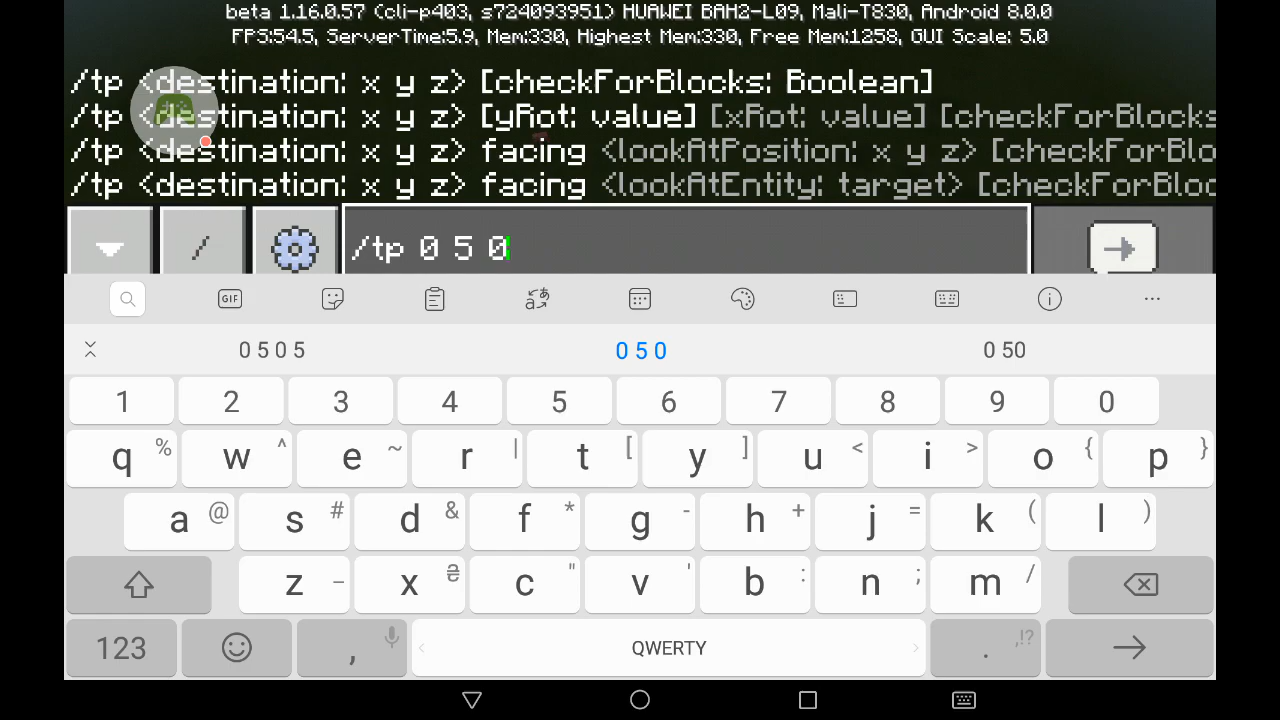 beta 1.16.0.57 (cli-p403, s724093951) HUAWEI BAH2-L09, Mali-T830, Android 8.0.0
FPS:54.5, ServerTime:5.9, Mem:330, Highest Mem:330, Free Mem:1258, GUI Scale: 5.0
/tp <destination: x y z> [checkForBlocks: Boolean]
/tp <destination: x y z> [yRot: value] [xRot: value] [checkForBlocks
/tp <destination: x y z> facing <lookAtPosition: x y z> [checkForBlo
/tp <destination: x y z> facing <lookAtEntity: target> [checkForBloc
/ /tp 0 5 0
GIF
0 5 0 5 0 5 0 0 50
1 2 3 4 5 6 7 8 9 0
q % w ^ e ~ r | t [ y ] u < i > o { p }
a @ s # d & f * g - h + j = k ( l )
z _ x ₴ c " v ' b : n ; m /
123 , QWERTY . ,!?